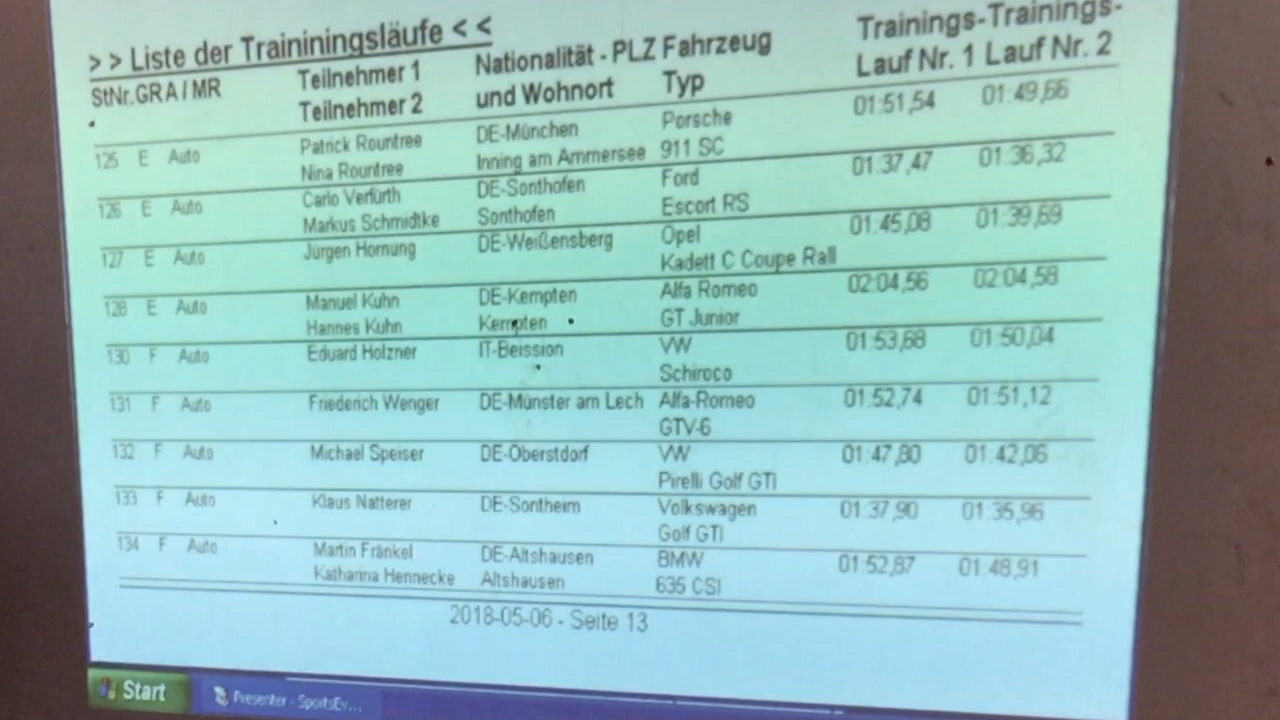 > > Liste der Traininingsläufe < <
StNr. GRA / MR Teilnehmer 1 Nationalität - PLZ Fahrzeug Trainings- Trainings-
Teilnehmer 2 und Wohnort Typ Lauf Nr. 1 Lauf Nr. 2
125 E Auto Patrick Rountree DE-München Porsche 01:51,54 01:49,66
Nina Rountree Inning am Ammersee 911 SC
126 E Auto Carlo Verfürth DE-Sonthofen Ford 01:37,47 01:36,32
Markus Schmidtke Sonthofen Escort RS
127 E Auto Jürgen Hornung DE-Weißensberg Opel 01:45,08 01:39,69
Kadett C Coupe Rall
128 E Auto Manuel Kuhn DE-Kempten Alfa Romeo 02:04,56 02:04,58
Hannes Kuhn Kempten GT Junior
130 F Auto Eduard Holzner IT-Beission VW 01:53,68 01:50,04
Schiroco
131 F Auto Friederich Wenger DE-Münster am Lech Alfa-Romeo 01:52,74 01:51,12
GTV-6
132 F Auto Michael Speiser DE-Oberstdorf VW 01:47,80 01:42,06
Pirelli Golf GTI
133 F Auto Klaus Natterer DE-Sontheim Volkswagen 01:37,90 01:35,96
Golf GTI
134 F Auto Martin Fränkel DE-Altshausen BMW 01:52,87 01:48,91
Katharina Hennecke Altshausen 635 CSI
2018-05-06 - Seite 13
Start Presenter - SportsEv...